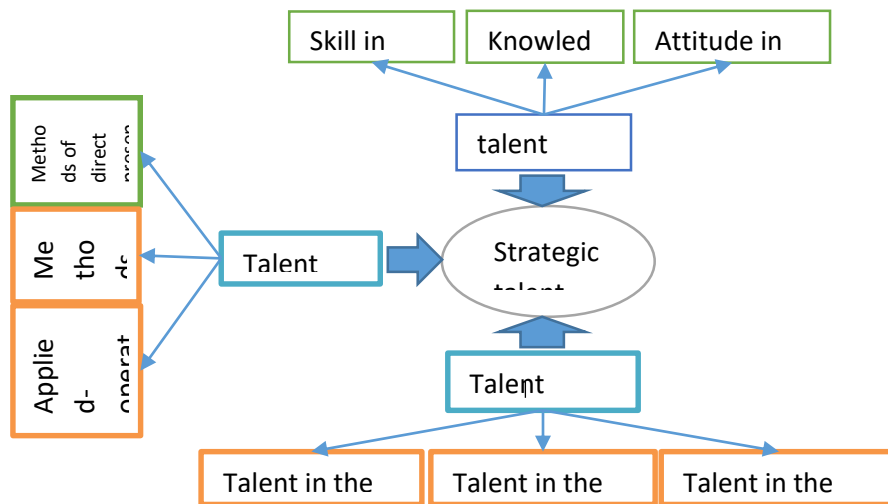 Skill in
Knowled
Attitude in
talent
Metho
ds of
direct
Me
tho
Applie
d-
Talent
Strategic
Talent
Talent in the
Talent in the
Talent in the